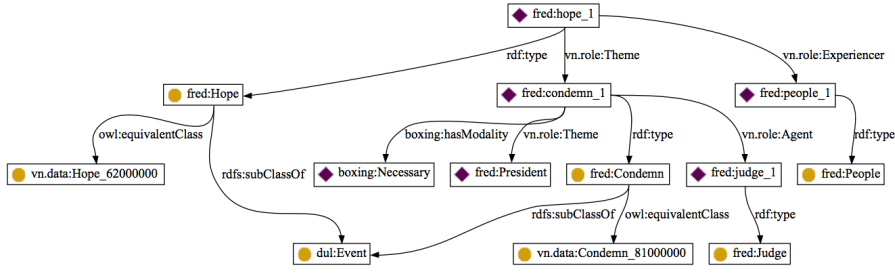 fred:hope_1
rdf:type
vn.role:Theme
vn.role:Experiencer
fred:Hope
fred:condemn_1
fred:people_1
owl:equivalentClass
boxing:hasModality
vn.role:Theme
rdf:type
vn.role:Agent
rdf:type
vn.data:Hope_62000000
rdfs:subClassOf
boxing:Necessary
fred:President
fred:Condemn
fred:judge_1
fred:People
rdfs:subClassOf
owl:equivalentClass
rdf:type
dul:Event
vn.data:Condemn_81000000
fred:Judge